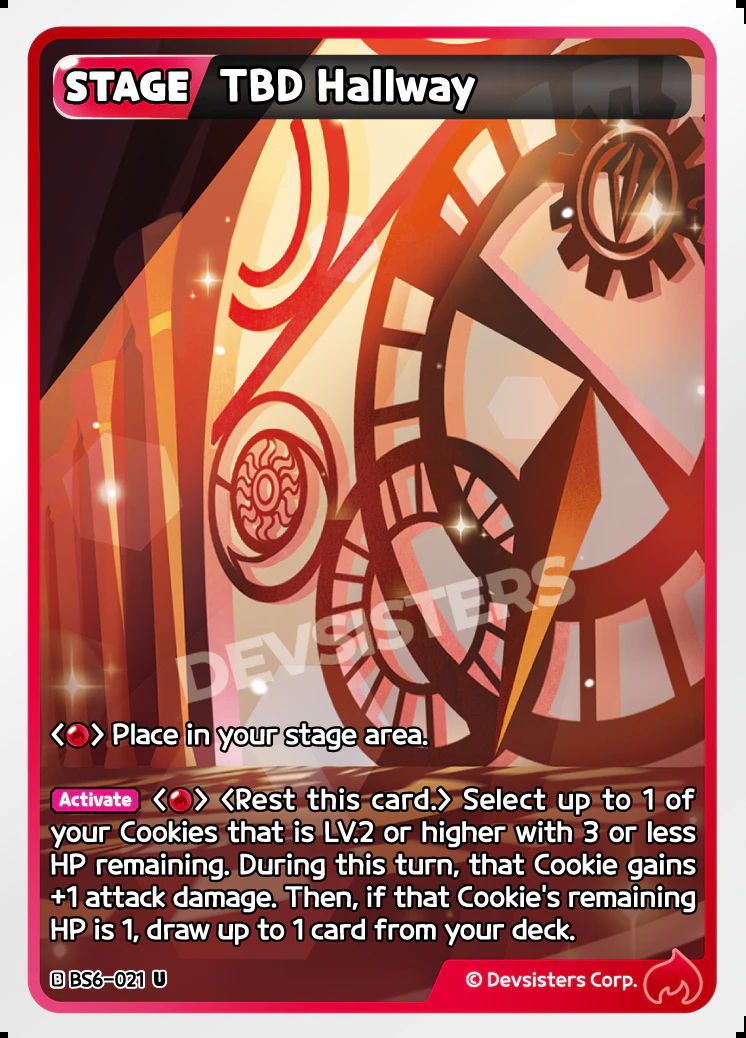 STAGE TBD Hallway
DEVSISTERS
<> Place in your stage area.
Activate <> <Rest this card.> Select up to 1 of
your Cookies that is LV.2 or higher with 3 or less
HP remaining. During this turn, that Cookie gains
+1 attack damage. Then, if that Cookie's remaining
HP is 1, draw up to 1 card from your deck.
B BS6-021 U
© Devsisters Corp.